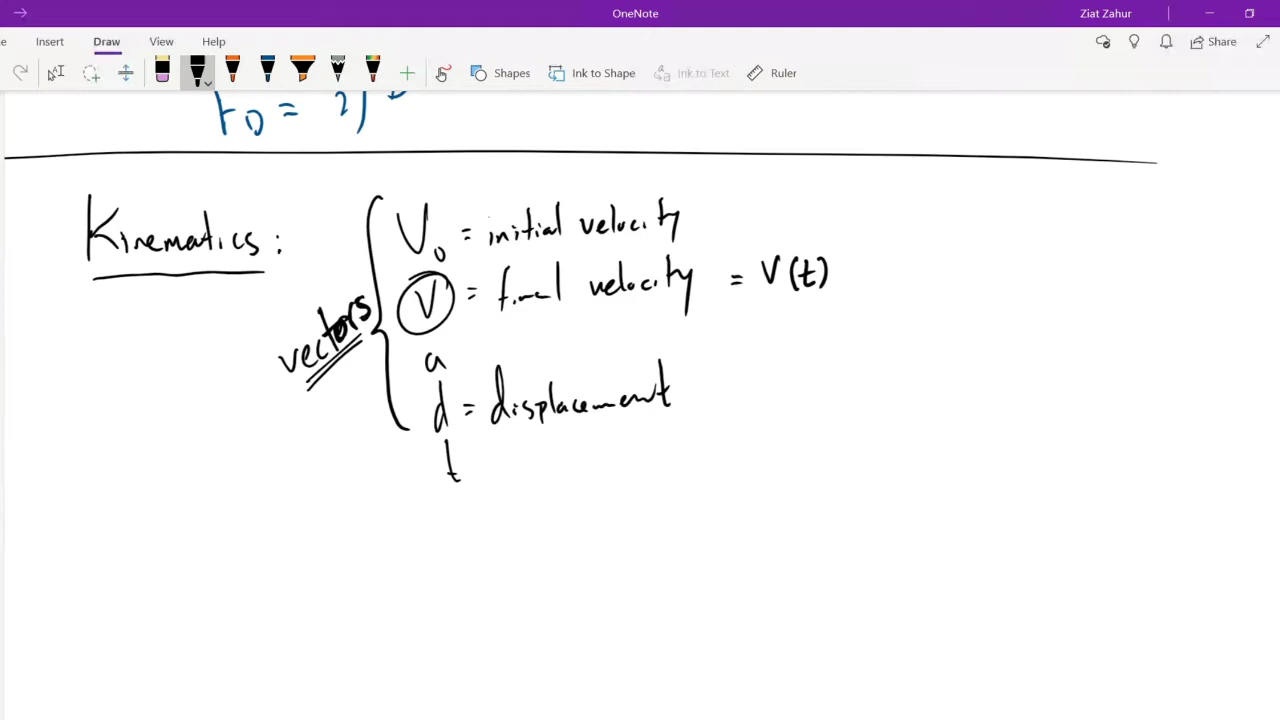 OneNote
Ziat Zahur
Insert Draw View Help
Share
Shapes Ink to Shape Ink to Text Ruler
Kinematics:
V₀ = initial velocity
V = final velocity = V(t)
vectors
a
d = displacement
t